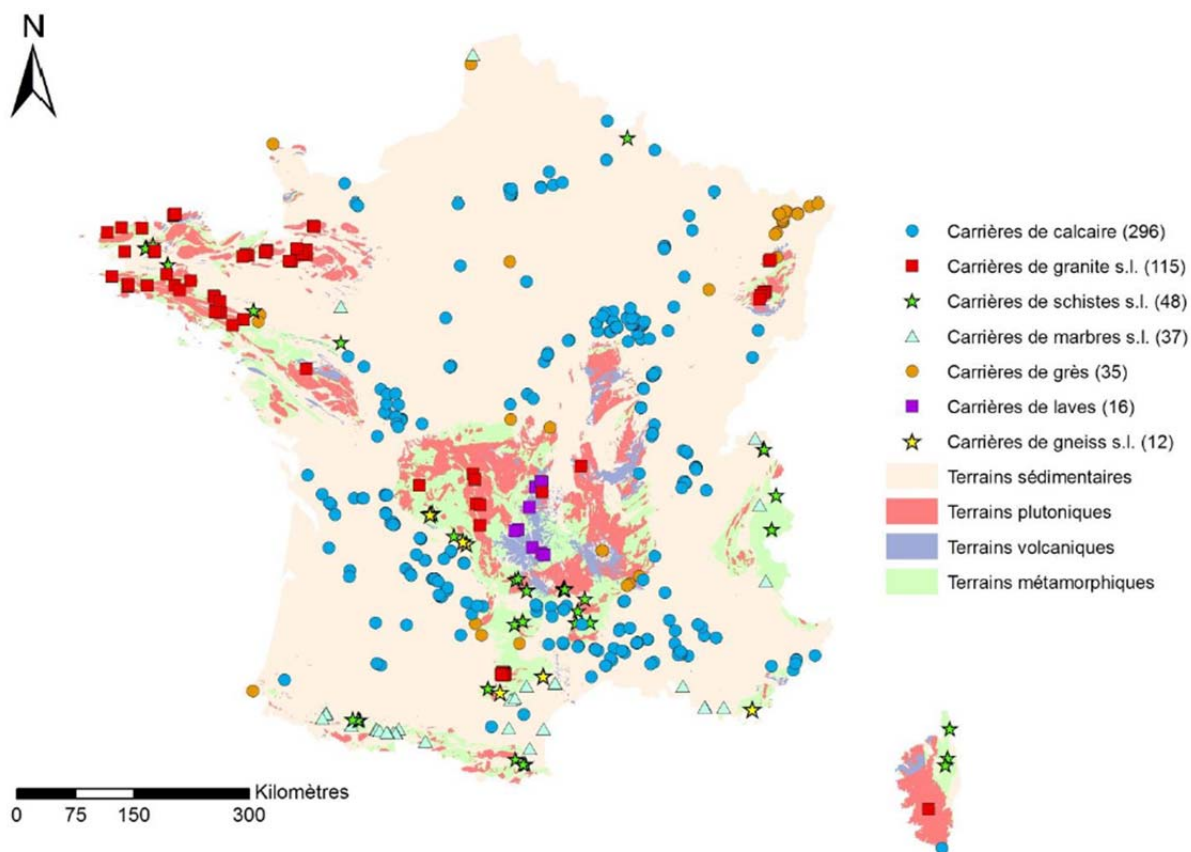 N
Carrières de calcaire (296)
Carrières de granite s.l. (115)
Carrières de schistes s.l. (48)
Carrières de marbres s.l. (37)
Carrières de grès (35)
Carrières de laves (16)
Carrières de gneiss s.l. (12)
Terrains sédimentaires
Terrains plutoniques
Terrains volcaniques
Terrains métamorphiques
Kilomètres
0 75 150 300